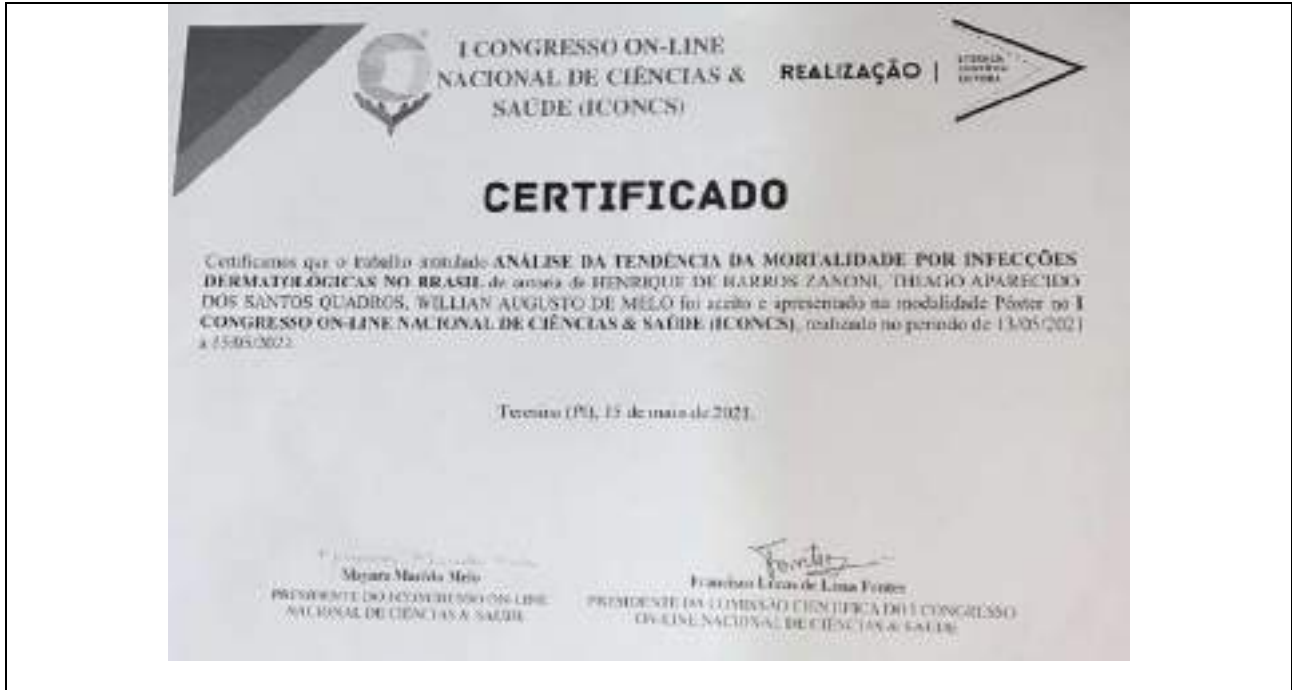 I CONGRESSO ON-LINE
NACIONAL DE CIÊNCIAS &
SAÚDE (ICONCS)
REALIZAÇÃO |
CERTIFICADO
Certificamos que o trabalho intitulado ANÁLISE DA TENDÊNCIA DA MORTALIDADE POR INFECÇÕES
DERMATOLÓGICAS NO BRASIL de autoria de HENRIQUE DE BARROS ZANONI, THIAGO APARECIDO
DOS SANTOS QUADROS, WILLIAN AUGUSTO DE MELO foi aceito e apresentado na modalidade Pôster no I
CONGRESSO ON-LINE NACIONAL DE CIÊNCIAS & SAÚDE (ICONCS), realizado no período de 13/05/2021
a 15/05/2021
Teresina (PI), 15 de maio de 2021.
Fontes
Mayara Macêdo Melo
PRESIDENTE DO I CONGRESSO ON-LINE
NACIONAL DE CIÊNCIAS & SAÚDE
Francisco Lucas de Lima Fontes
PRESIDENTE DA COMISSÃO CIENTÍFICA DO I CONGRESSO
ON-LINE NACIONAL DE CIÊNCIAS & SAÚDE